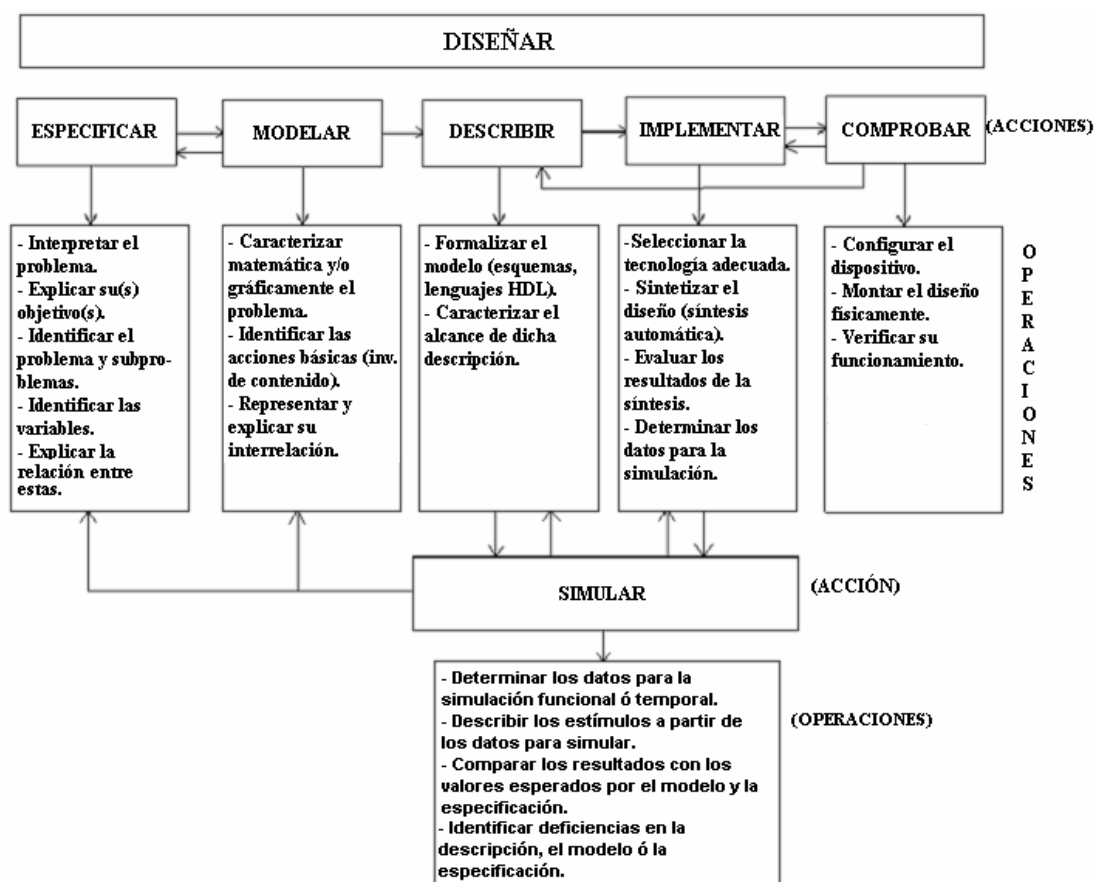 DISEÑAR
ESPECIFICAR
MODELAR
DESCRIBIR
IMPLEMENTAR
COMPROBAR
(ACCIONES)
- Interpretar el
problema.
- Explicar su(s)
objetivo(s).
- Identificar el
problema y subpro-
blemas.
- Identificar las
variables.
- Explicar la
relación entre
estas.
- Caracterizar
matemática y/o
gráficamente el
problema.
- Identificar las
acciones básicas (inv.
de contenido).
- Representar y
explicar su
interrelación.
- Formalizar el
modelo (esquemas,
lenguajes HDL).
- Caracterizar el
alcance de dicha
descripción.
-Seleccionar la
tecnología adecuada.
- Sintetizar el
diseño (síntesis
automática).
- Evaluar los
resultados de la
síntesis.
- Determinar los
datos para la
simulación.
- Configurar el
dispositivo.
- Montar el diseño
físicamente.
- Verificar su
funcionamiento.
O
P
E
R
A
C
I
O
N
E
S
SIMULAR
(ACCIÓN)
- Determinar los datos para la
simulación funcional ó temporal.
- Describir los estímulos a partir de
los datos para simular.
- Comparar los resultados con los
valores esperados por el modelo y la
especificación.
- Identificar deficiencias en la
descripción, el modelo ó la
especificación.
(OPERACIONES)